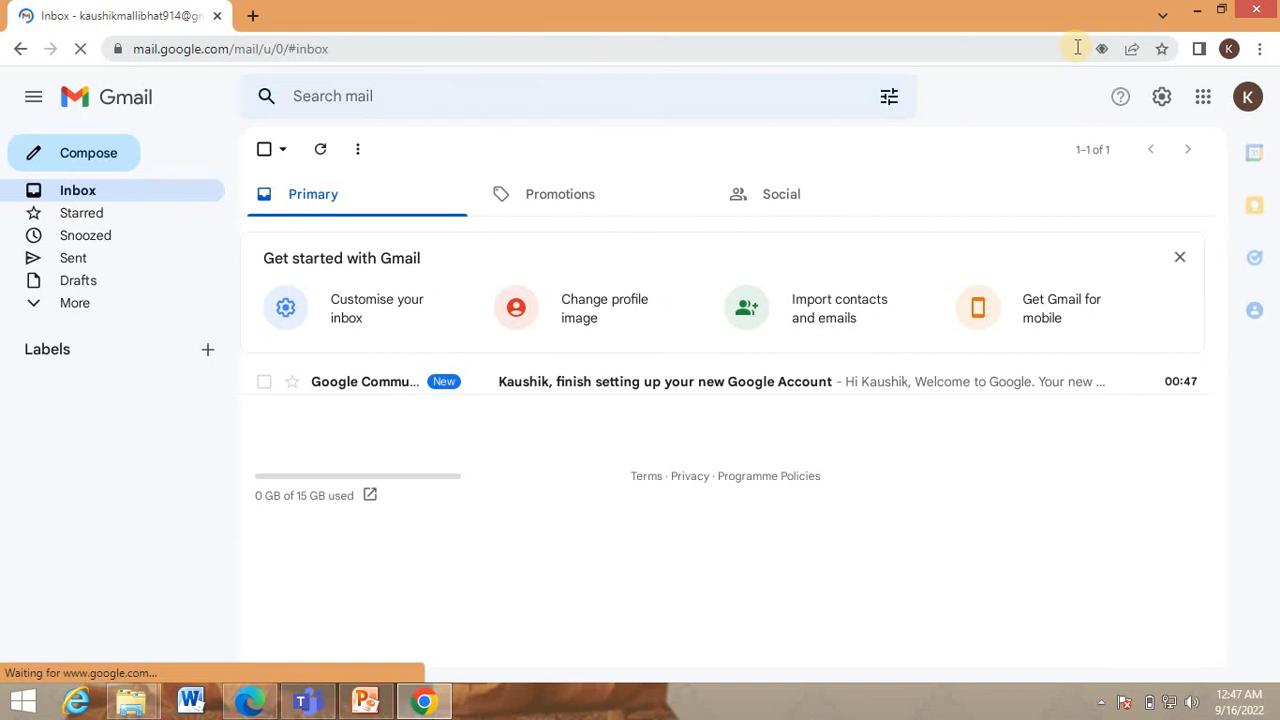 Inbox - kaushikmallibhat914@gr
mail.google.com/mail/u/0/#inbox
K
Gmail
Search mail
K
Compose
1–1 of 1
Inbox
Primary
Promotions
Social
Starred
Snoozed
Sent
Drafts
More
Labels
Get started with Gmail
Customise your
inbox
Change profile
image
Import contacts
and emails
Get Gmail for
mobile
Google Commu... New Kaushik, finish setting up your new Google Account - Hi Kaushik, Welcome to Google. Your new ... 00:47
Terms · Privacy · Programme Policies
0 GB of 15 GB used
Waiting for www.google.com...
12:47 AM
9/16/2022